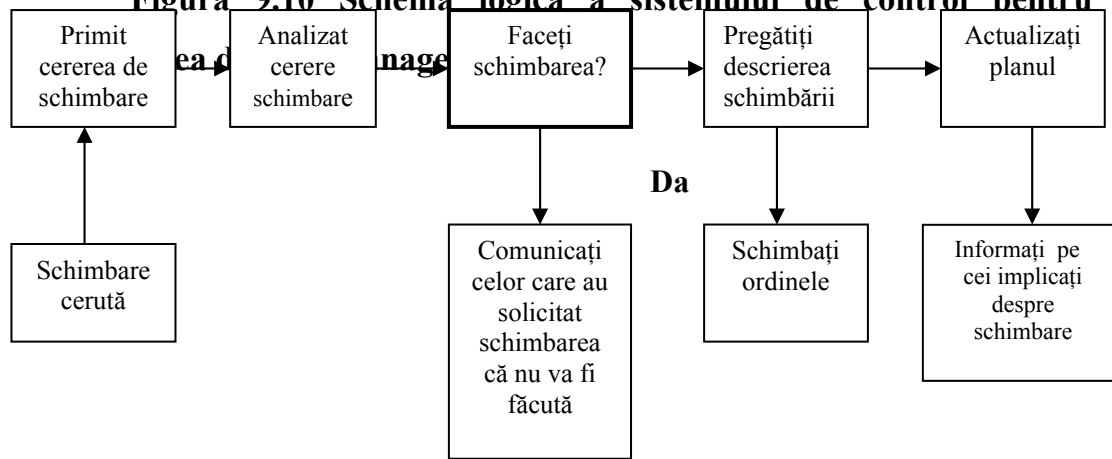 Figura 9.10 Schema logică a sistemului de control pentru
Primit
cererea de
schimbare
Analizat
cerere
schimbare
Faceți
schimbarea?
Pregătiți
descrierea
schimbării
Actualizați
planul
Da
Schimbare
cerută
Comunicați
celor care au
solicitat
schimbarea
că nu va fi
făcută
Schimbați
ordinele
Informați pe
cei implicați
despre
schimbare